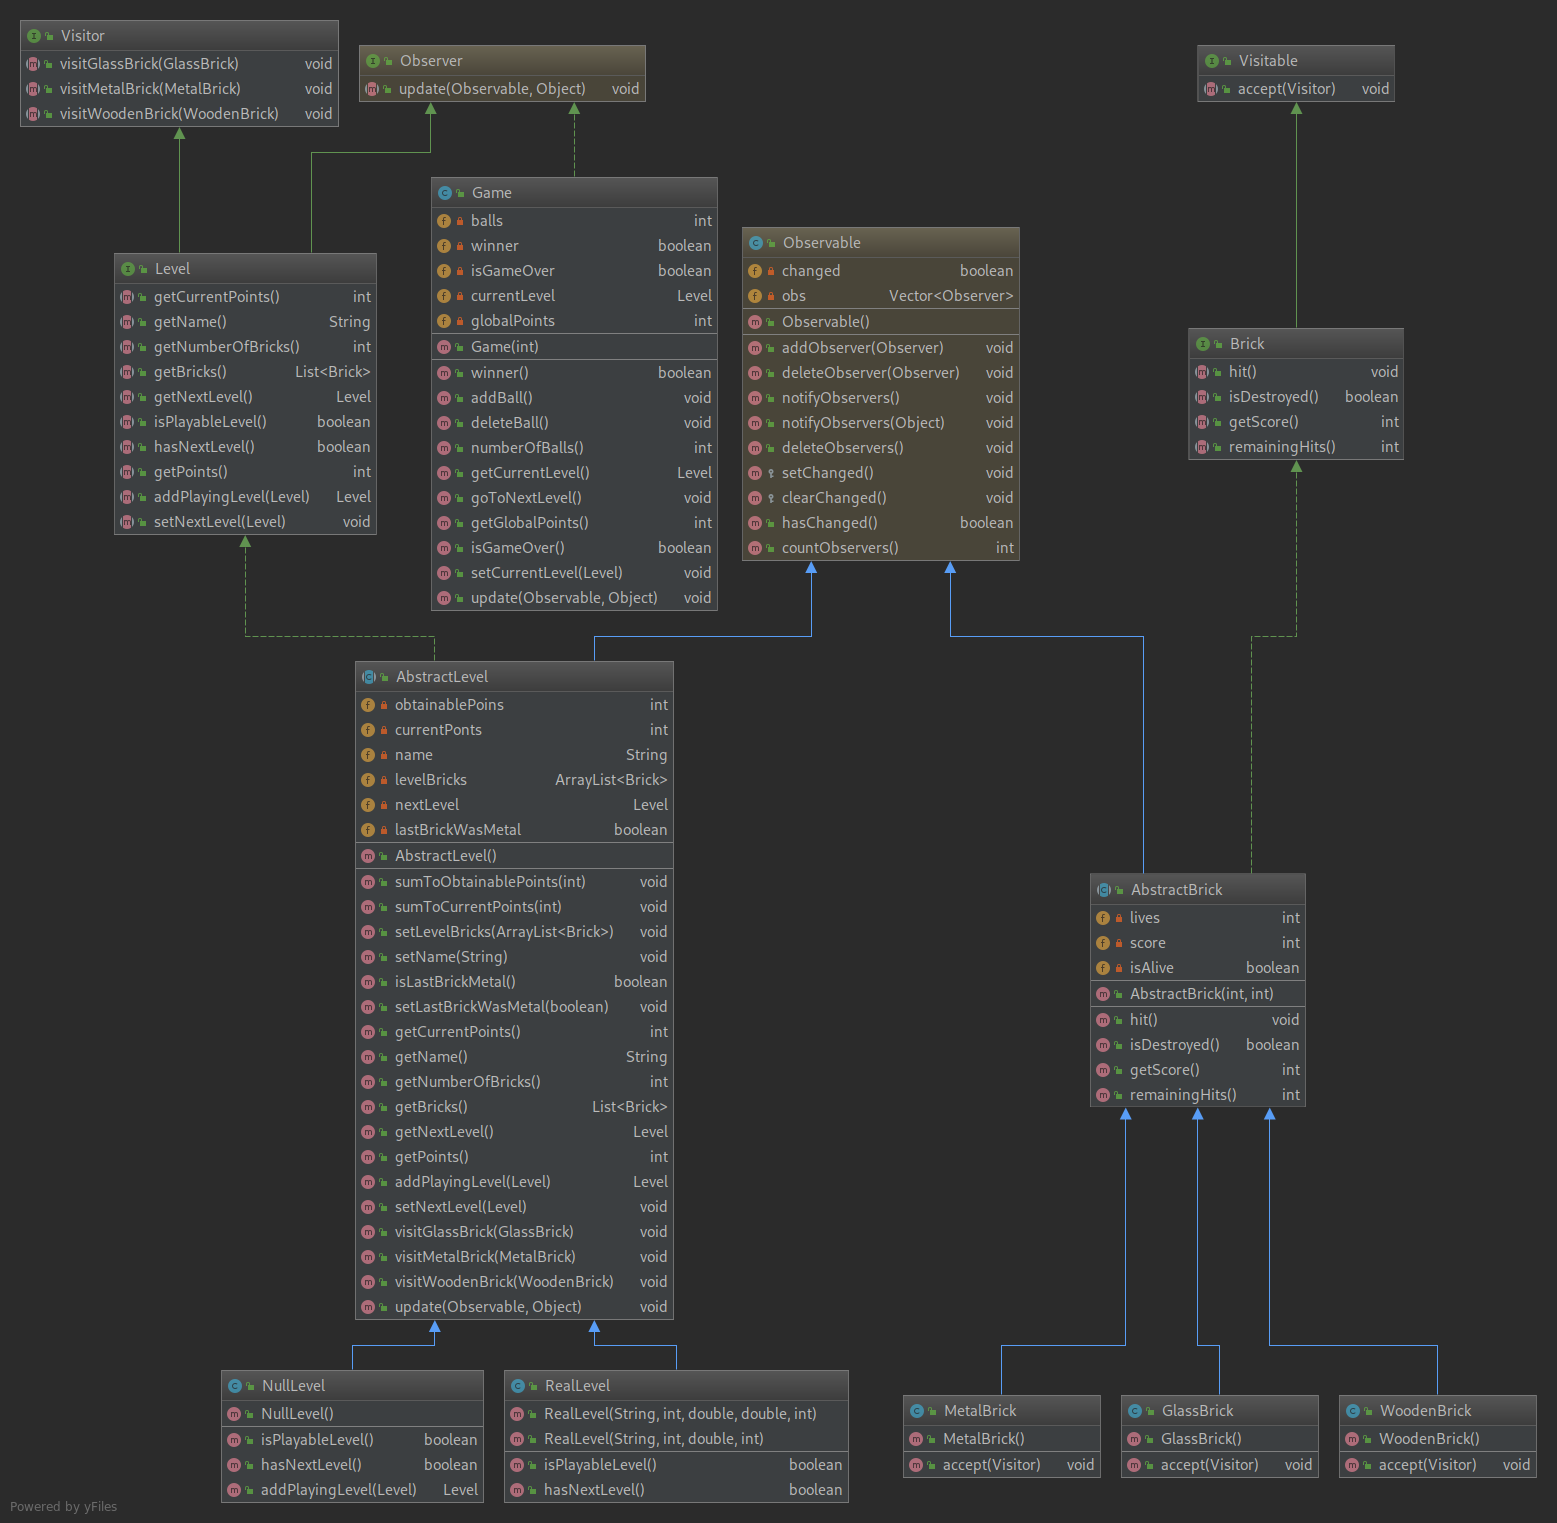 Visitor
visitGlassBrick(GlassBrick) void
visitMetalBrick(MetalBrick) void
visitWoodenBrick(WoodenBrick) void
Observer
update(Observable, Object) void
Visitable
accept(Visitor) void
Game
balls int
winner boolean
isGameOver boolean
currentLevel Level
globalPoints int
Game(int)
winner() boolean
addBall() void
deleteBall() void
numberOfBalls() int
getCurrentLevel() Level
goToNextLevel() void
getGlobalPoints() int
isGameOver() boolean
setCurrentLevel(Level) void
update(Observable, Object) void
Observable
changed boolean
obs Vector<Observer>
Observable()
addObserver(Observer) void
deleteObserver(Observer) void
notifyObservers() void
notifyObservers(Object) void
deleteObservers() void
setChanged() void
clearChanged() void
hasChanged() boolean
countObservers() int
Level
getCurrentPoints() int
getName() String
getNumberOfBricks() int
getBricks() List<Brick>
getNextLevel() Level
isPlayableLevel() boolean
hasNextLevel() boolean
getPoints() int
addPlayingLevel(Level) Level
setNextLevel(Level) void
Brick
hit() void
isDestroyed() boolean
getScore() int
remainingHits() int
AbstractLevel
obtainablePoins int
currentPonts int
name String
levelBricks ArrayList<Brick>
nextLevel Level
lastBrickWasMetal boolean
AbstractLevel()
sumToObtainablePoints(int) void
sumToCurrentPoints(int) void
setLevelBricks(ArrayList<Brick>) void
setName(String) void
isLastBrickMetal() boolean
setLastBrickWasMetal(boolean) void
getCurrentPoints() int
getName() String
getNumberOfBricks() int
getBricks() List<Brick>
getNextLevel() Level
getPoints() int
addPlayingLevel(Level) Level
setNextLevel(Level) void
visitGlassBrick(GlassBrick) void
visitMetalBrick(MetalBrick) void
visitWoodenBrick(WoodenBrick) void
update(Observable, Object) void
AbstractBrick
lives int
score int
isAlive boolean
AbstractBrick(int, int)
hit() void
isDestroyed() boolean
getScore() int
remainingHits() int
NullLevel
NullLevel()
isPlayableLevel() boolean
hasNextLevel() boolean
addPlayingLevel(Level) Level
RealLevel
RealLevel(String, int, double, double, int)
RealLevel(String, int, double, int)
isPlayableLevel() boolean
hasNextLevel() boolean
MetalBrick
MetalBrick()
accept(Visitor) void
GlassBrick
GlassBrick()
accept(Visitor) void
WoodenBrick
WoodenBrick()
accept(Visitor) void
Powered by yFiles